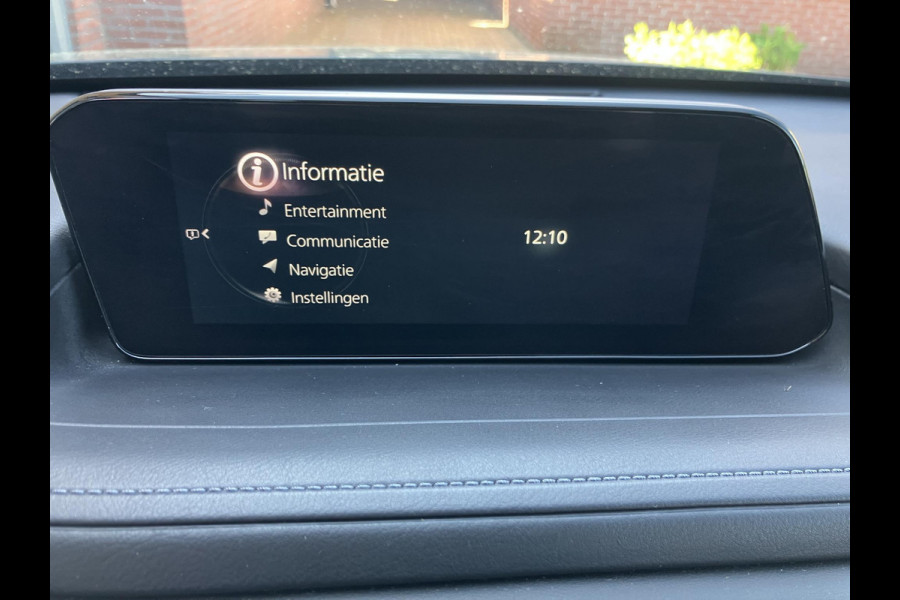 Informatie
Entertainment
Communicatie
Navigatie
Instellingen
12:10